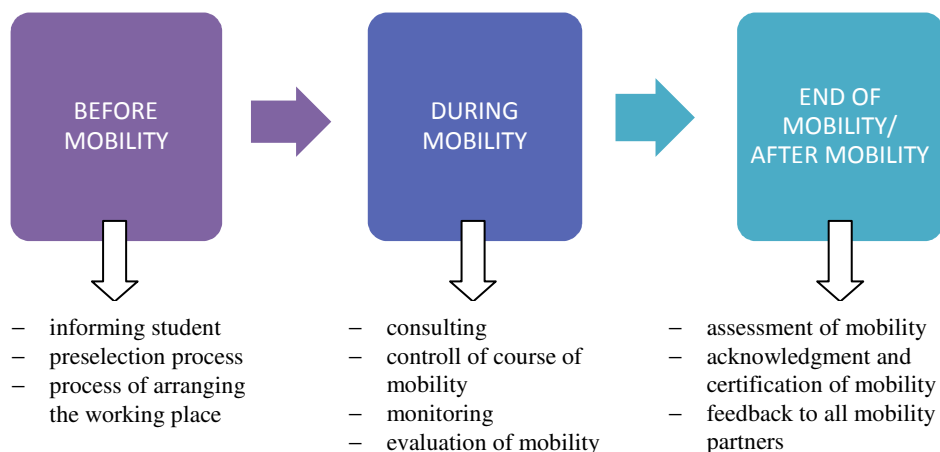 BEFORE
MOBILITY
DURING
MOBILITY
END OF
MOBILITY/
AFTER MOBILITY
– informing student
– preselection process
– process of arranging
the working place
– consulting
– controll of course of
mobility
– monitoring
– evaluation of mobility
– assessment of mobility
– acknowledgment and
certification of mobility
– feedback to all mobility
partners